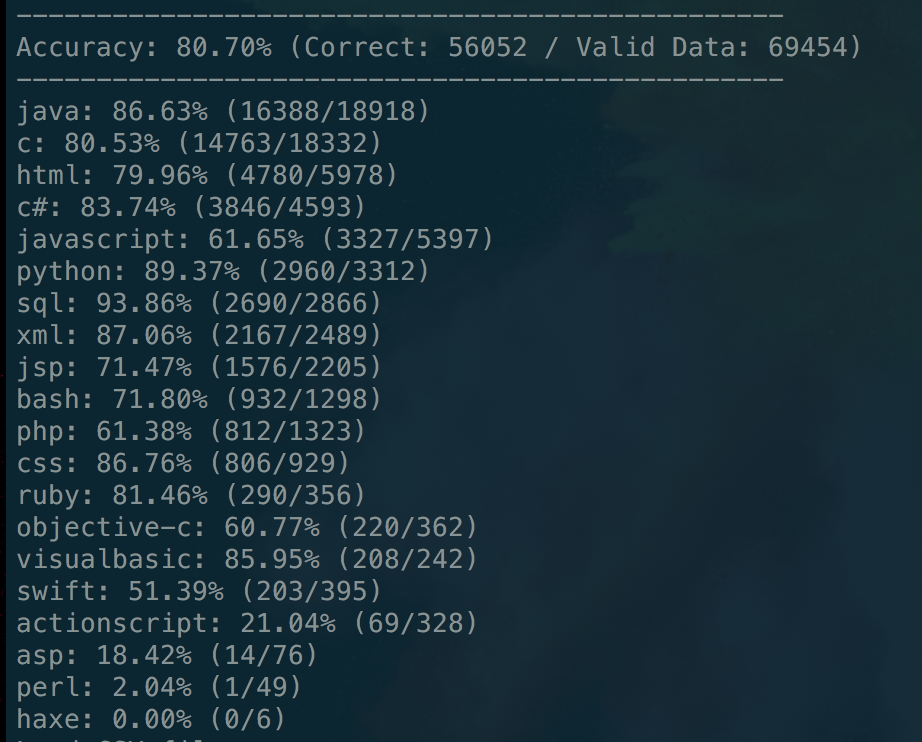 ------------------------------------------------
Accuracy: 80.70% (Correct: 56052 / Valid Data: 69454)
------------------------------------------------
java: 86.63% (16388/18918)
c: 80.53% (14763/18332)
html: 79.96% (4780/5978)
c#: 83.74% (3846/4593)
javascript: 61.65% (3327/5397)
python: 89.37% (2960/3312)
sql: 93.86% (2690/2866)
xml: 87.06% (2167/2489)
jsp: 71.47% (1576/2205)
bash: 71.80% (932/1298)
php: 61.38% (812/1323)
css: 86.76% (806/929)
ruby: 81.46% (290/356)
objective-c: 60.77% (220/362)
visualbasic: 85.95% (208/242)
swift: 51.39% (203/395)
actionscript: 21.04% (69/328)
asp: 18.42% (14/76)
perl: 2.04% (1/49)
haxe: 0.00% (0/6)